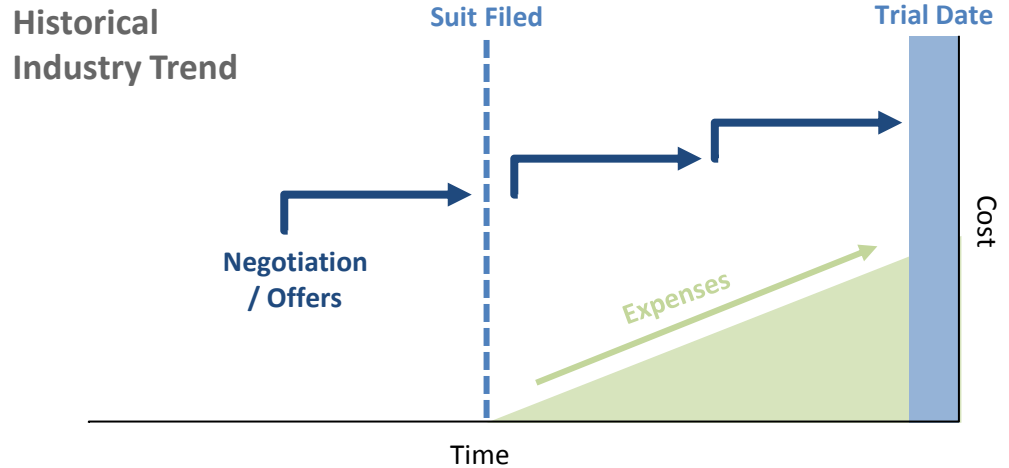 Historical
Industry Trend
Suit Filed
Trial Date
Negotiation
/ Offers
Expenses
Cost
Time